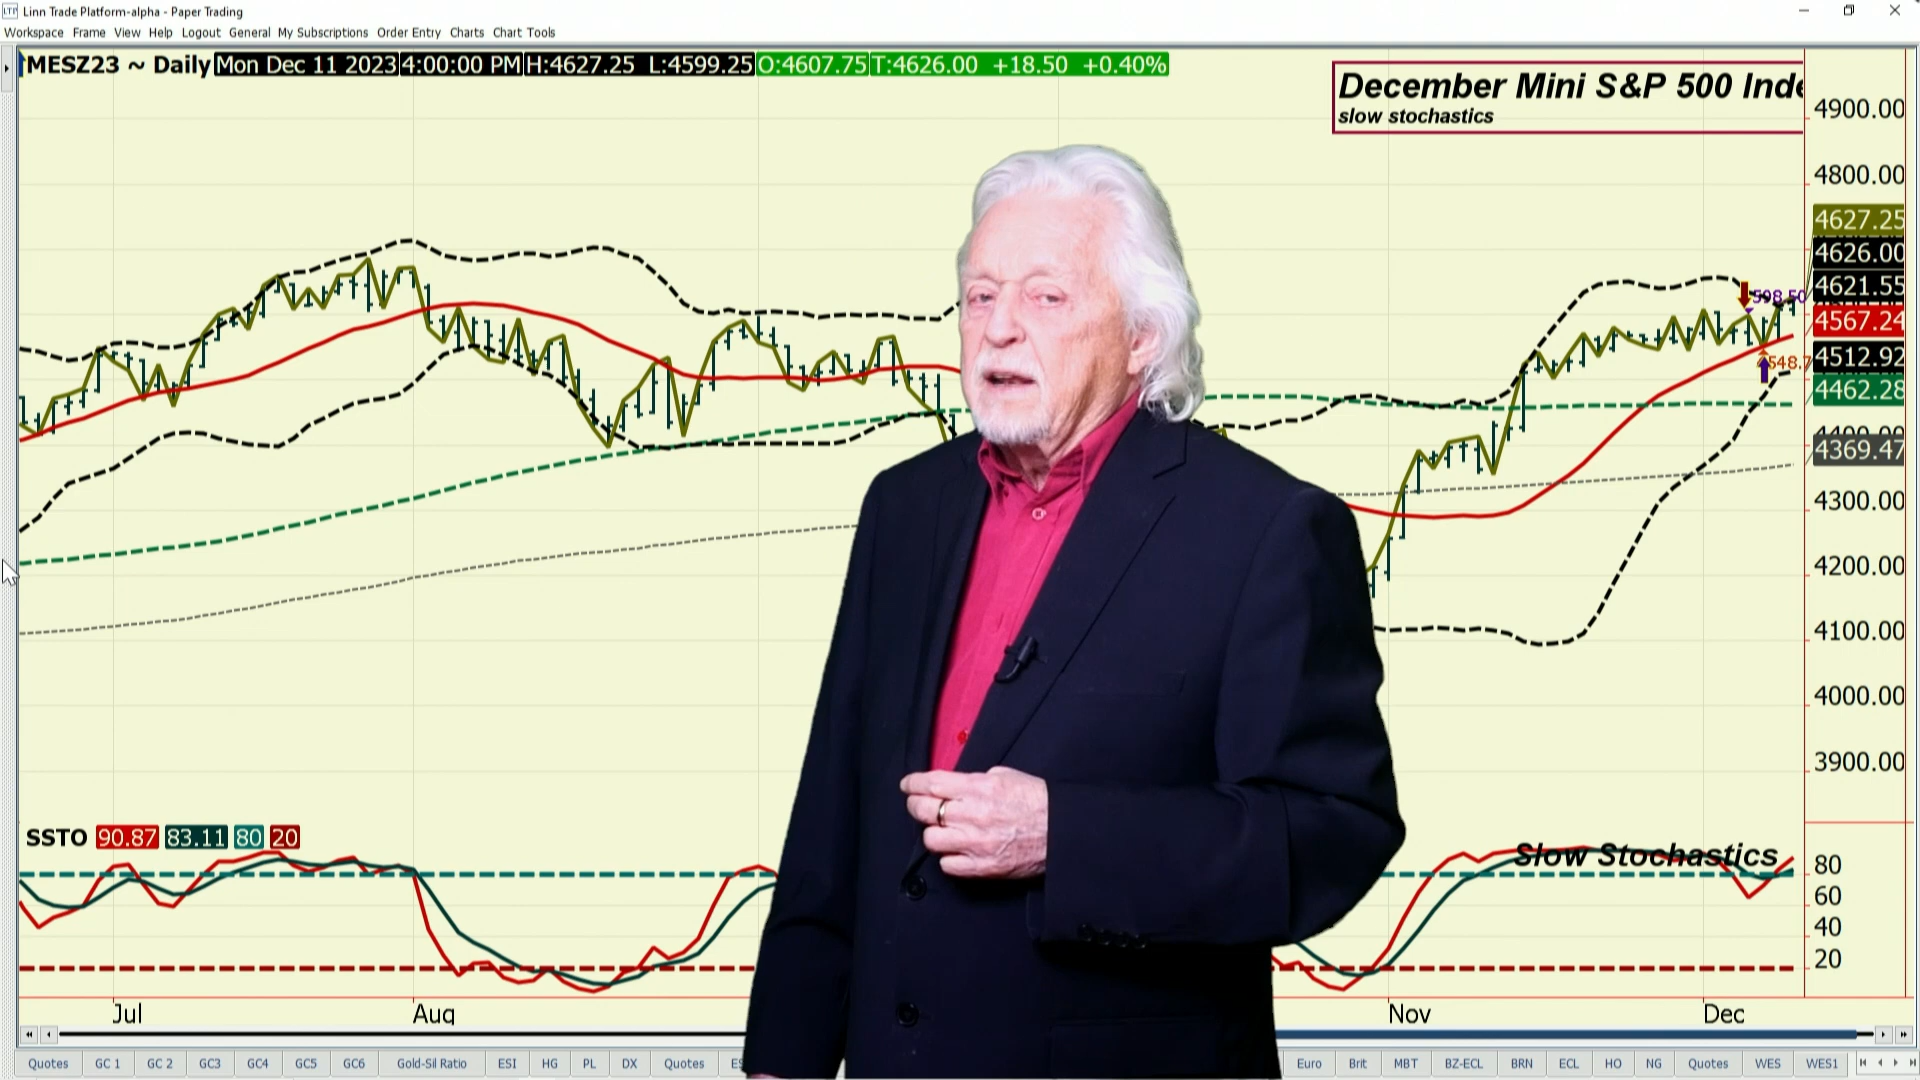 LTP Linn Trade Platform-alpha - Paper Trading
Workspace Frame View Help Logout General My Subscriptions Order Entry Charts Chart Tools
MESZ23 ~ Daily Mon Dec 11 2023 4:00:00 PM H:4627.25 L:4599.25 O:4607.75 T:4626.00 +18.50 +0.40%
December Mini S&P 500 Inde
slow stochastics
4900.00
4800.00
4627.25
4626.00
4621.55
4567.24
4512.92
4462.28
4400.00
4369.47
4300.00
4200.00
4100.00
4000.00
3900.00
SSTO 90.87 83.11 80 20
Slow Stochastics
80
60
40
20
Jul Aug Nov Dec
Quotes GC 1 GC 2 GC3 GC4 GC5 GC6 Gold-Sil Ratio ESI HG PL DX Quotes ES Euro Brit MBT BZ-ECL BRN ECL HO NG Quotes WES WES1